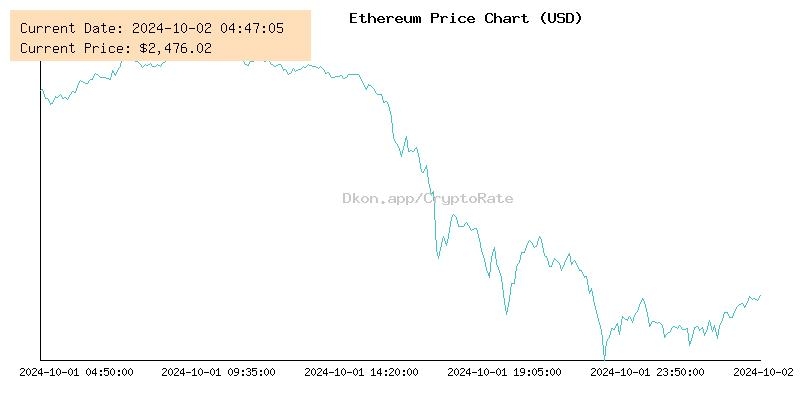 Ethereum Price Chart (USD)
Current Date: 2024-10-02 04:47:05
Current Price: $2,476.02
Dkon.app/CryptoRate
2024-10-01 04:50:00 2024-10-01 09:35:00 2024-10-01 14:20:00 2024-10-01 19:05:00 2024-10-01 23:50:00 2024-10-02